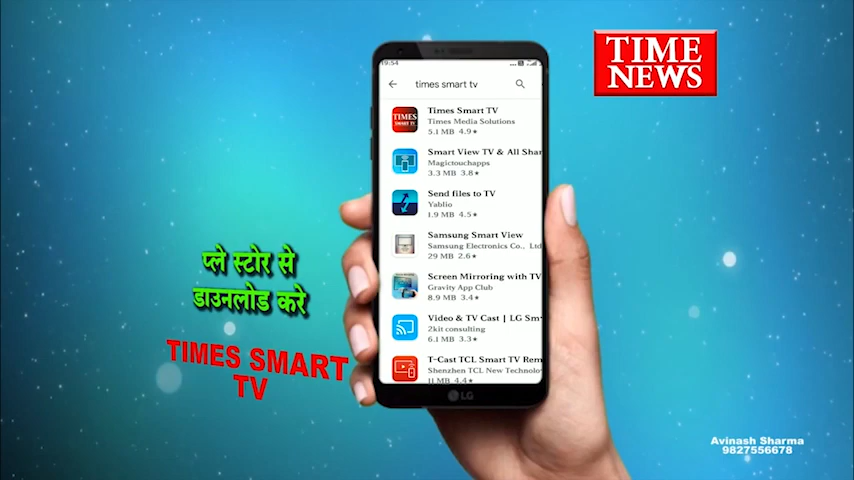 TIME
NEWS
19:54
times smart tv
Times Smart TV
Times Media Solutions
5.1 MB 4.9★
Smart View TV & All Shar
Magictouchapps
3.3 MB 3.8★
Send files to TV
Yablio
1.9 MB 4.5★
Samsung Smart View
Samsung Electronics Co., Ltd
29 MB 2.6★
Screen Mirroring with TV
Gravity App Club
8.9 MB 3.4★
Video & TV Cast | LG Sm
2kit consulting
6.1 MB 3.3★
T-Cast TCL Smart TV Rem
Shenzhen TCL New Technolo
11 MB 4.4★
TIMES
SMART TV
LG
प्ले स्टोर से
डाउनलोड करे
TIMES SMART
TV
Avinash Sharma
9827556678